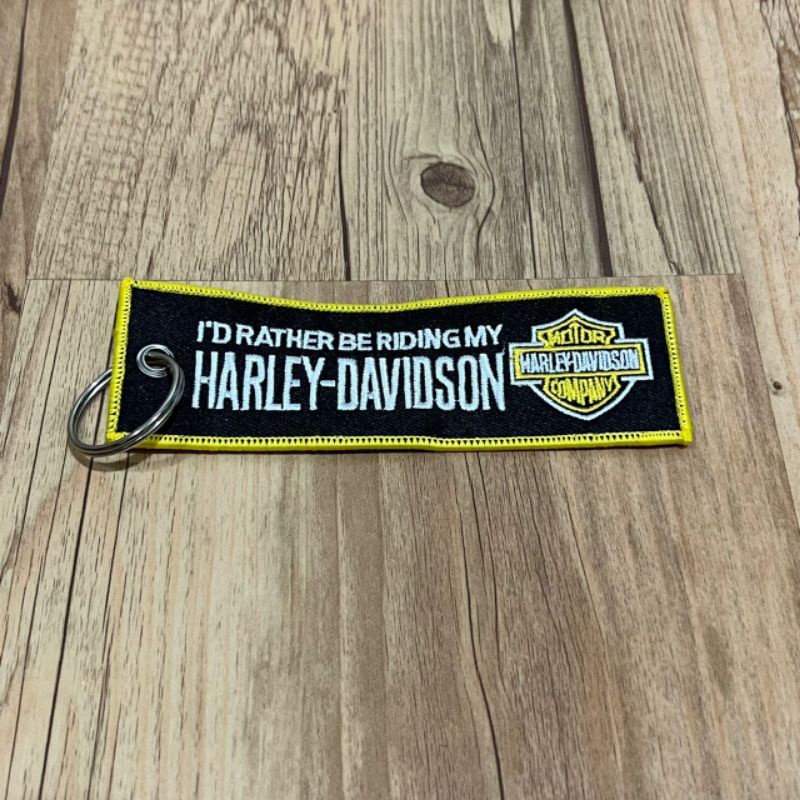 I'D RATHER BE RIDING MY
HARLEY-DAVIDSON
MOTOR
HARLEY-DAVIDSON
COMPANY